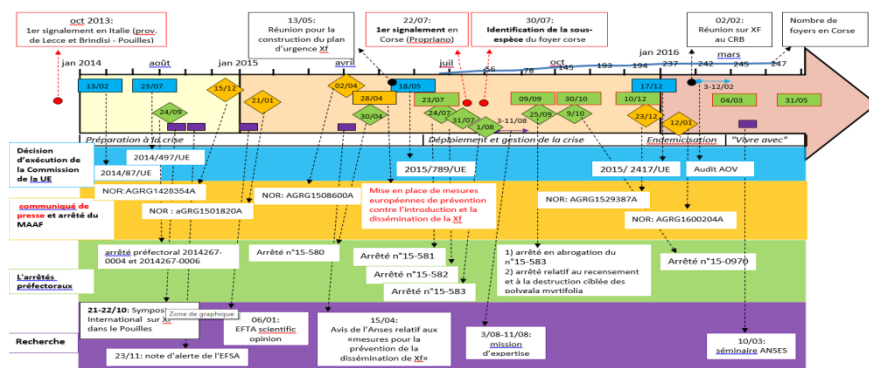 oct 2013:
1er signalement en Italie (prov.
de Lecce et Brindisi - Pouilles)
13/05:
Réunion pour la
construction du plan
d'urgence Xf
22/07:
1er signalement en
Corse (Propriano)
30/07:
Identification de la sous-
espèce du foyer corse
02/02:
Réunion sur XF
au CRB
Nombre de
foyers en Corse
jan 2014
août
jan 2015
avril
juil
oct
jan 2016
mars
56
78
145
193
194
237
242
245
247
3-12/02
13/02
23/07
15/12
21/01
02/04
28/04
18/05
23/07
09/09
30/10
10/12
17/12
04/03
31/05
24/09
30/04
24/07
31/07
1/08
3-11/08
25/09
9/10
23/12
12/01
Préparation à la crise
Déploiement et gestion de la crise
Endémicisation
"Vivre avec"
Décision
d'exécution de la
Commission de
la UE
2014/87/UE
2014/497/UE
2015/789/UE
2015/ 2417/UE
Audit AOV
communiqué de
presse et arrêté du
MAAF
NOR:AGRG1428354A
NOR : aGRG1501820A
NOR: AGRG1508600A
Mise en place de mesures
européennes de prévention
contre l'introduction et la
dissémination de la Xf
NOR: AGRG1529387A
NOR: AGRG1600204A
L'arrêtés
préfectoraux
arrêté préfectoral 2014267-
0004 et 2014267-0006
Arrêté n°15-580
Arrêté n°15-581
Arrêté n°15-582
Arrêté n°15-583
1) arrêté en abrogation du
n°15-583
2) arrêté relatif au recensement et
à la destruction ciblée des
polygala myrtifolia
Arrêté n°15-0970
Recherche
21-22/10: Sympos
International sur Xf
dans le Pouilles
Zone de graphique
23/11: note d'alerte de l'EFSA
06/01:
EFTA scientific
opinion
15/04:
Avis de l'Anses relatif aux
«mesures pour la
prévention de la
dissémination de Xf»
3/08-11/08:
mission
d'expertise
10/03:
séminaire ANSES